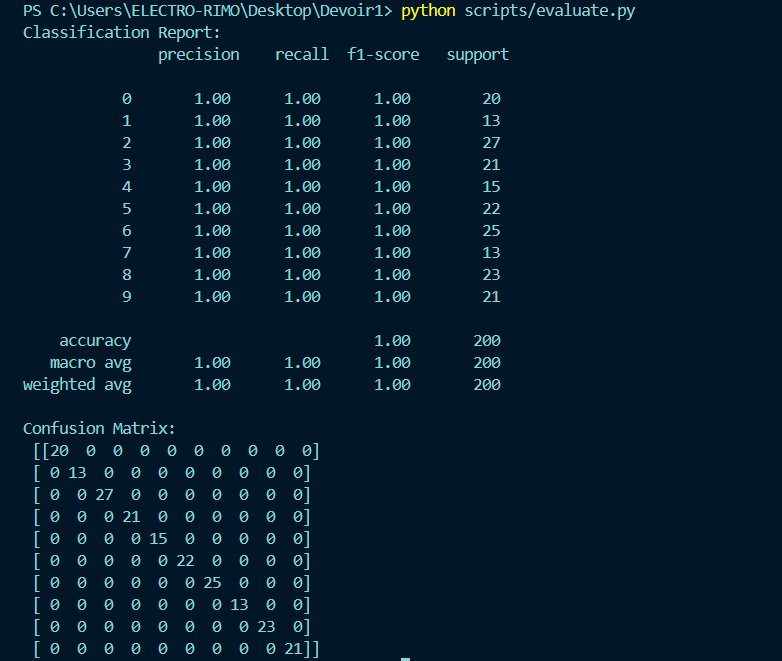 PS C:\Users\ELECTRO-RIMO\Desktop\Devoir1> python scripts/evaluate.py
Classification Report:
              precision    recall  f1-score   support

           0       1.00      1.00      1.00        20
           1       1.00      1.00      1.00        13
           2       1.00      1.00      1.00        27
           3       1.00      1.00      1.00        21
           4       1.00      1.00      1.00        15
           5       1.00      1.00      1.00        22
           6       1.00      1.00      1.00        25
           7       1.00      1.00      1.00        13
           8       1.00      1.00      1.00        23
           9       1.00      1.00      1.00        21

    accuracy                           1.00       200
   macro avg       1.00      1.00      1.00       200
weighted avg       1.00      1.00      1.00       200

Confusion Matrix:
 [[20  0  0  0  0  0  0  0  0  0]
 [ 0 13  0  0  0  0  0  0  0  0]
 [ 0  0 27  0  0  0  0  0  0  0]
 [ 0  0  0 21  0  0  0  0  0  0]
 [ 0  0  0  0 15  0  0  0  0  0]
 [ 0  0  0  0  0 22  0  0  0  0]
 [ 0  0  0  0  0  0 25  0  0  0]
 [ 0  0  0  0  0  0  0 13  0  0]
 [ 0  0  0  0  0  0  0  0 23  0]
 [ 0  0  0  0  0  0  0  0  0 21]]